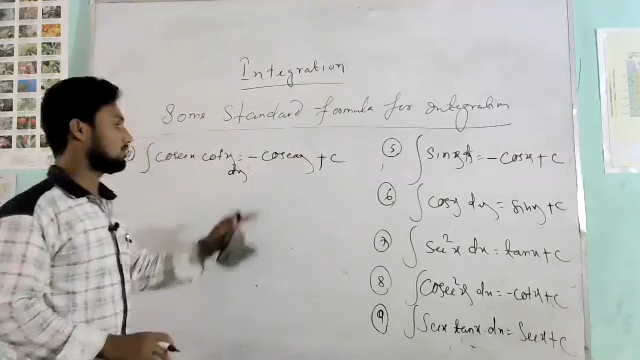 Integration
Some Standard formula for integration
∫ cosecx cotx dx = -cosecx + c
⑤ ∫ sinx dx = -cosx + c
⑥ ∫ cosx dx = sinx + c
⑦ ∫ sec²x dx = tanx + c
⑧ ∫ cosec²x dx = -cotx + c
⑨ ∫ secx tanx dx = secx + c